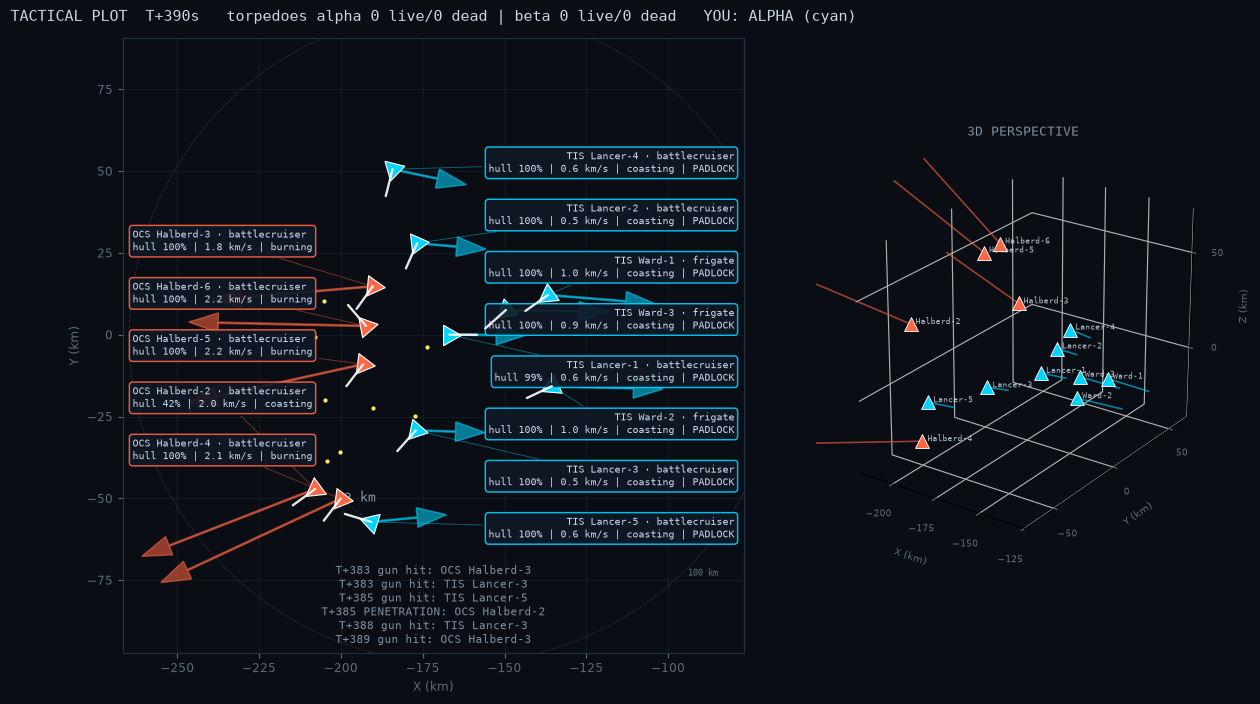 TACTICAL PLOT  T+390s   torpedoes alpha 0 live/0 dead | beta 0 live/0 dead   YOU: ALPHA (cyan)
3D PERSPECTIVE
TIS Lancer-4 · battlecruiser
hull 100% | 0.6 km/s | coasting | PADLOCK
TIS Lancer-2 · battlecruiser
hull 100% | 0.5 km/s | coasting | PADLOCK
TIS Ward-1 · frigate
hull 100% | 1.0 km/s | coasting | PADLOCK
TIS Ward-3 · frigate
hull 100% | 0.9 km/s | coasting | PADLOCK
TIS Lancer-1 · battlecruiser
hull 99% | 0.6 km/s | coasting | PADLOCK
TIS Ward-2 · frigate
hull 100% | 1.0 km/s | coasting | PADLOCK
TIS Lancer-3 · battlecruiser
hull 100% | 0.5 km/s | coasting | PADLOCK
TIS Lancer-5 · battlecruiser
hull 100% | 0.6 km/s | coasting | PADLOCK
OCS Halberd-3 · battlecruiser
hull 100% | 1.8 km/s | burning
OCS Halberd-6 · battlecruiser
hull 100% | 2.2 km/s | burning
OCS Halberd-5 · battlecruiser
hull 100% | 2.2 km/s | burning
OCS Halberd-2 · battlecruiser
hull 42% | 2.0 km/s | coasting
OCS Halberd-4 · battlecruiser
hull 100% | 2.1 km/s | burning
km
100 km
T+383 gun hit: OCS Halberd-3
T+383 gun hit: TIS Lancer-3
T+385 gun hit: TIS Lancer-5
T+385 PENETRATION: OCS Halberd-2
T+388 gun hit: TIS Lancer-3
T+389 gun hit: OCS Halberd-3
75
50
25
0
−25
−50
−75
Y (km)
−250
−225
−200
−175
−150
−125
−100
X (km)
Halberd-6
Halberd-5
Halberd-3
Halberd-2
Lancer-4
Lancer-2
Lancer-1
Ward-3
Ward-1
Lancer-3
Ward-2
Lancer-5
Halberd-4
50
0
Z (km)
50
0
−50
Y (km)
−200
−175
−150
−125
X (km)